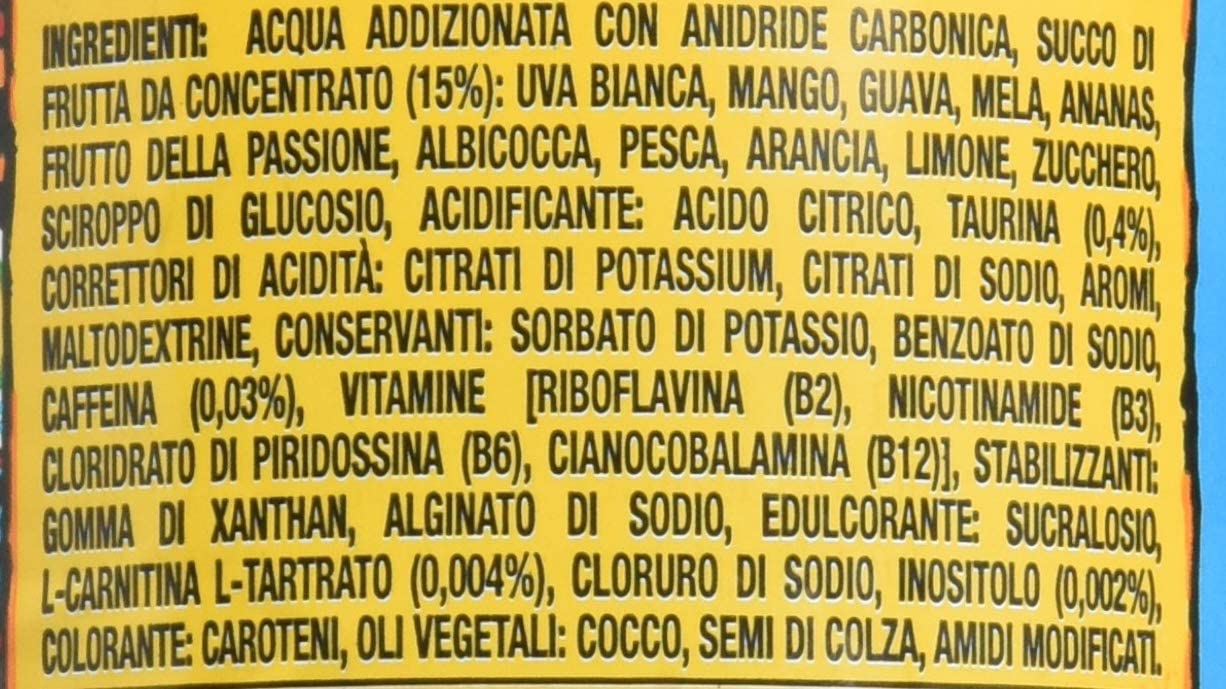 INGREDIENTI: ACQUA ADDIZIONATA CON ANIDRIDE CARBONICA, SUCCO DI
FRUTTA DA CONCENTRATO (15%): UVA BIANCA, MANGO, GUAVA, MELA, ANANAS,
FRUTTO DELLA PASSIONE, ALBICOCCA, PESCA, ARANCIA, LIMONE, ZUCCHERO,
SCIROPPO DI GLUCOSIO, ACIDIFICANTE: ACIDO CITRICO, TAURINA (0,4%),
CORRETTORI DI ACIDITÀ: CITRATI DI POTASSIUM, CITRATI DI SODIO, AROMI,
MALTODEXTRINE, CONSERVANTI: SORBATO DI POTASSIO, BENZOATO DI SODIO,
CAFFEINA (0,03%), VITAMINE [RIBOFLAVINA (B2), NICOTINAMIDE (B3),
CLORIDRATO DI PIRIDOSSINA (B6), CIANOCOBALAMINA (B12)], STABILIZZANTI:
GOMMA DI XANTHAN, ALGINATO DI SODIO, EDULCORANTE: SUCRALOSIO,
L-CARNITINA L-TARTRATO (0,004%), CLORURO DI SODIO, INOSITOLO (0,002%),
COLORANTE: CAROTENI, OLI VEGETALI: COCCO, SEMI DI COLZA, AMIDI MODIFICATI.